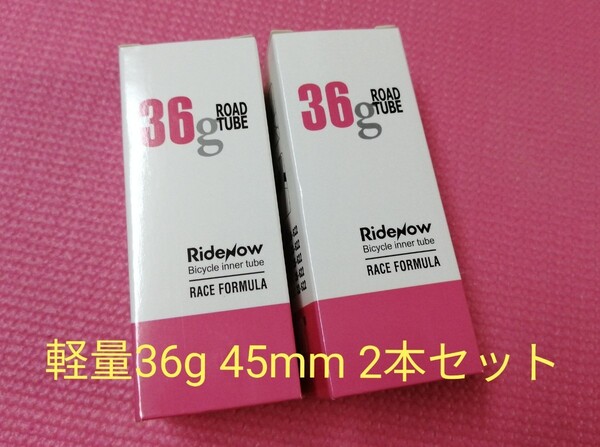 36g ROAD TUBE
RideNow
Bicycle inner tube
RACE FORMULA
36g ROAD TUBE
RideNow
Bicycle inner tube
RACE FORMULA
軽量36g 45mm 2本セット